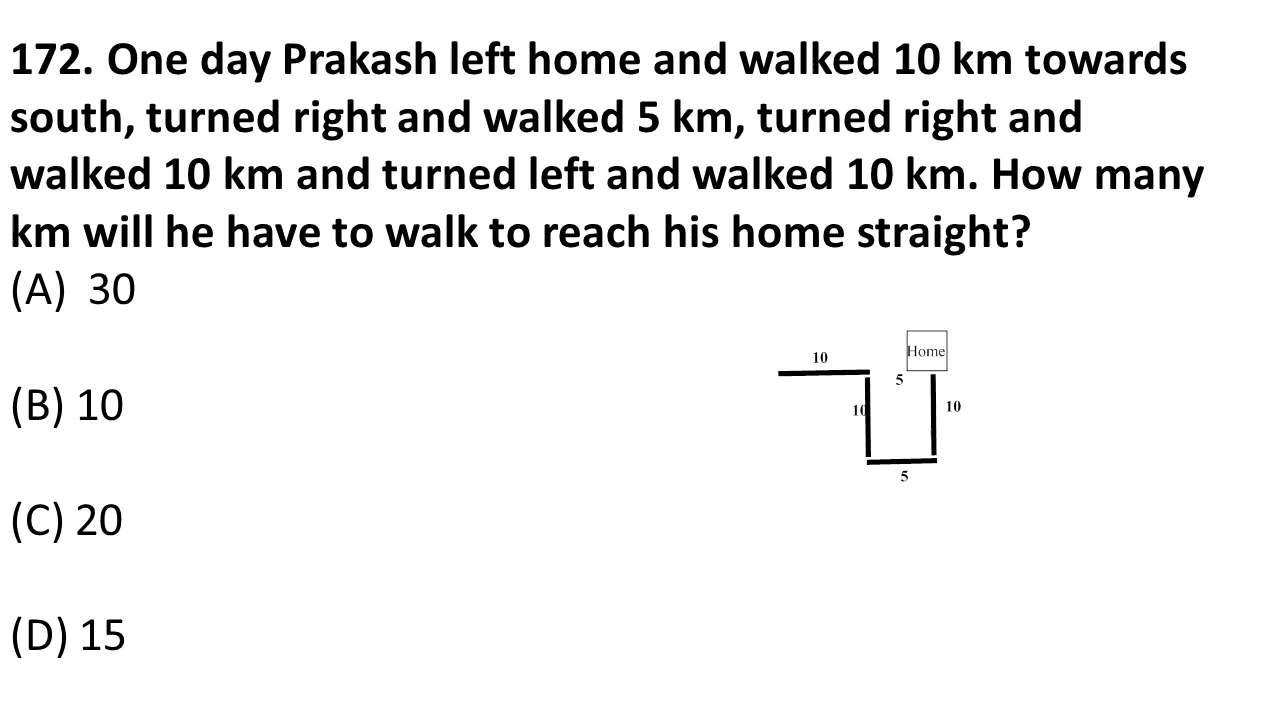 172. One day Prakash left home and walked 10 km towards
south, turned right and walked 5 km, turned right and
walked 10 km and turned left and walked 10 km. How many
km will he have to walk to reach his home straight?
(A) 30
(B) 10
(C) 20
(D) 15
Home
10
5
10
10
5